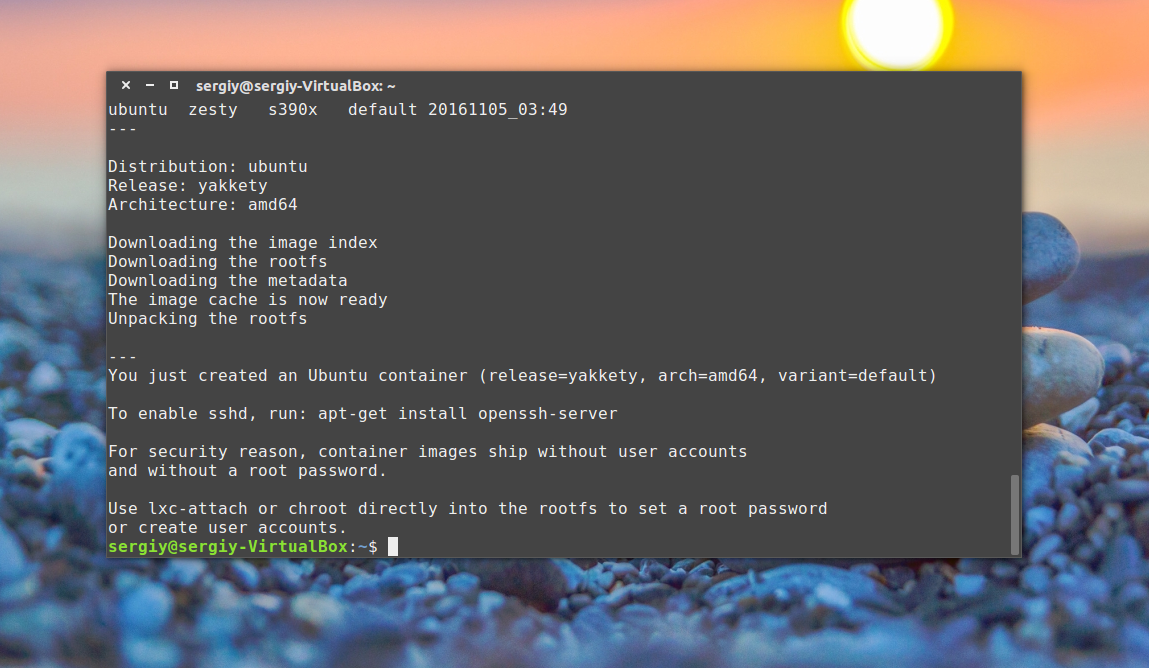 sergiy@sergiy-VirtualBox: ~
ubuntu  zesty   s390x   default 20161105_03:49
---
Distribution: ubuntu
Release: yakkety
Architecture: amd64
Downloading the image index
Downloading the rootfs
Downloading the metadata
The image cache is now ready
Unpacking the rootfs
---
You just created an Ubuntu container (release=yakkety, arch=amd64, variant=default)
To enable sshd, run: apt-get install openssh-server
For security reason, container images ship without user accounts
and without a root password.
Use lxc-attach or chroot directly into the rootfs to set a root password
or create user accounts.
sergiy@sergiy-VirtualBox:~$